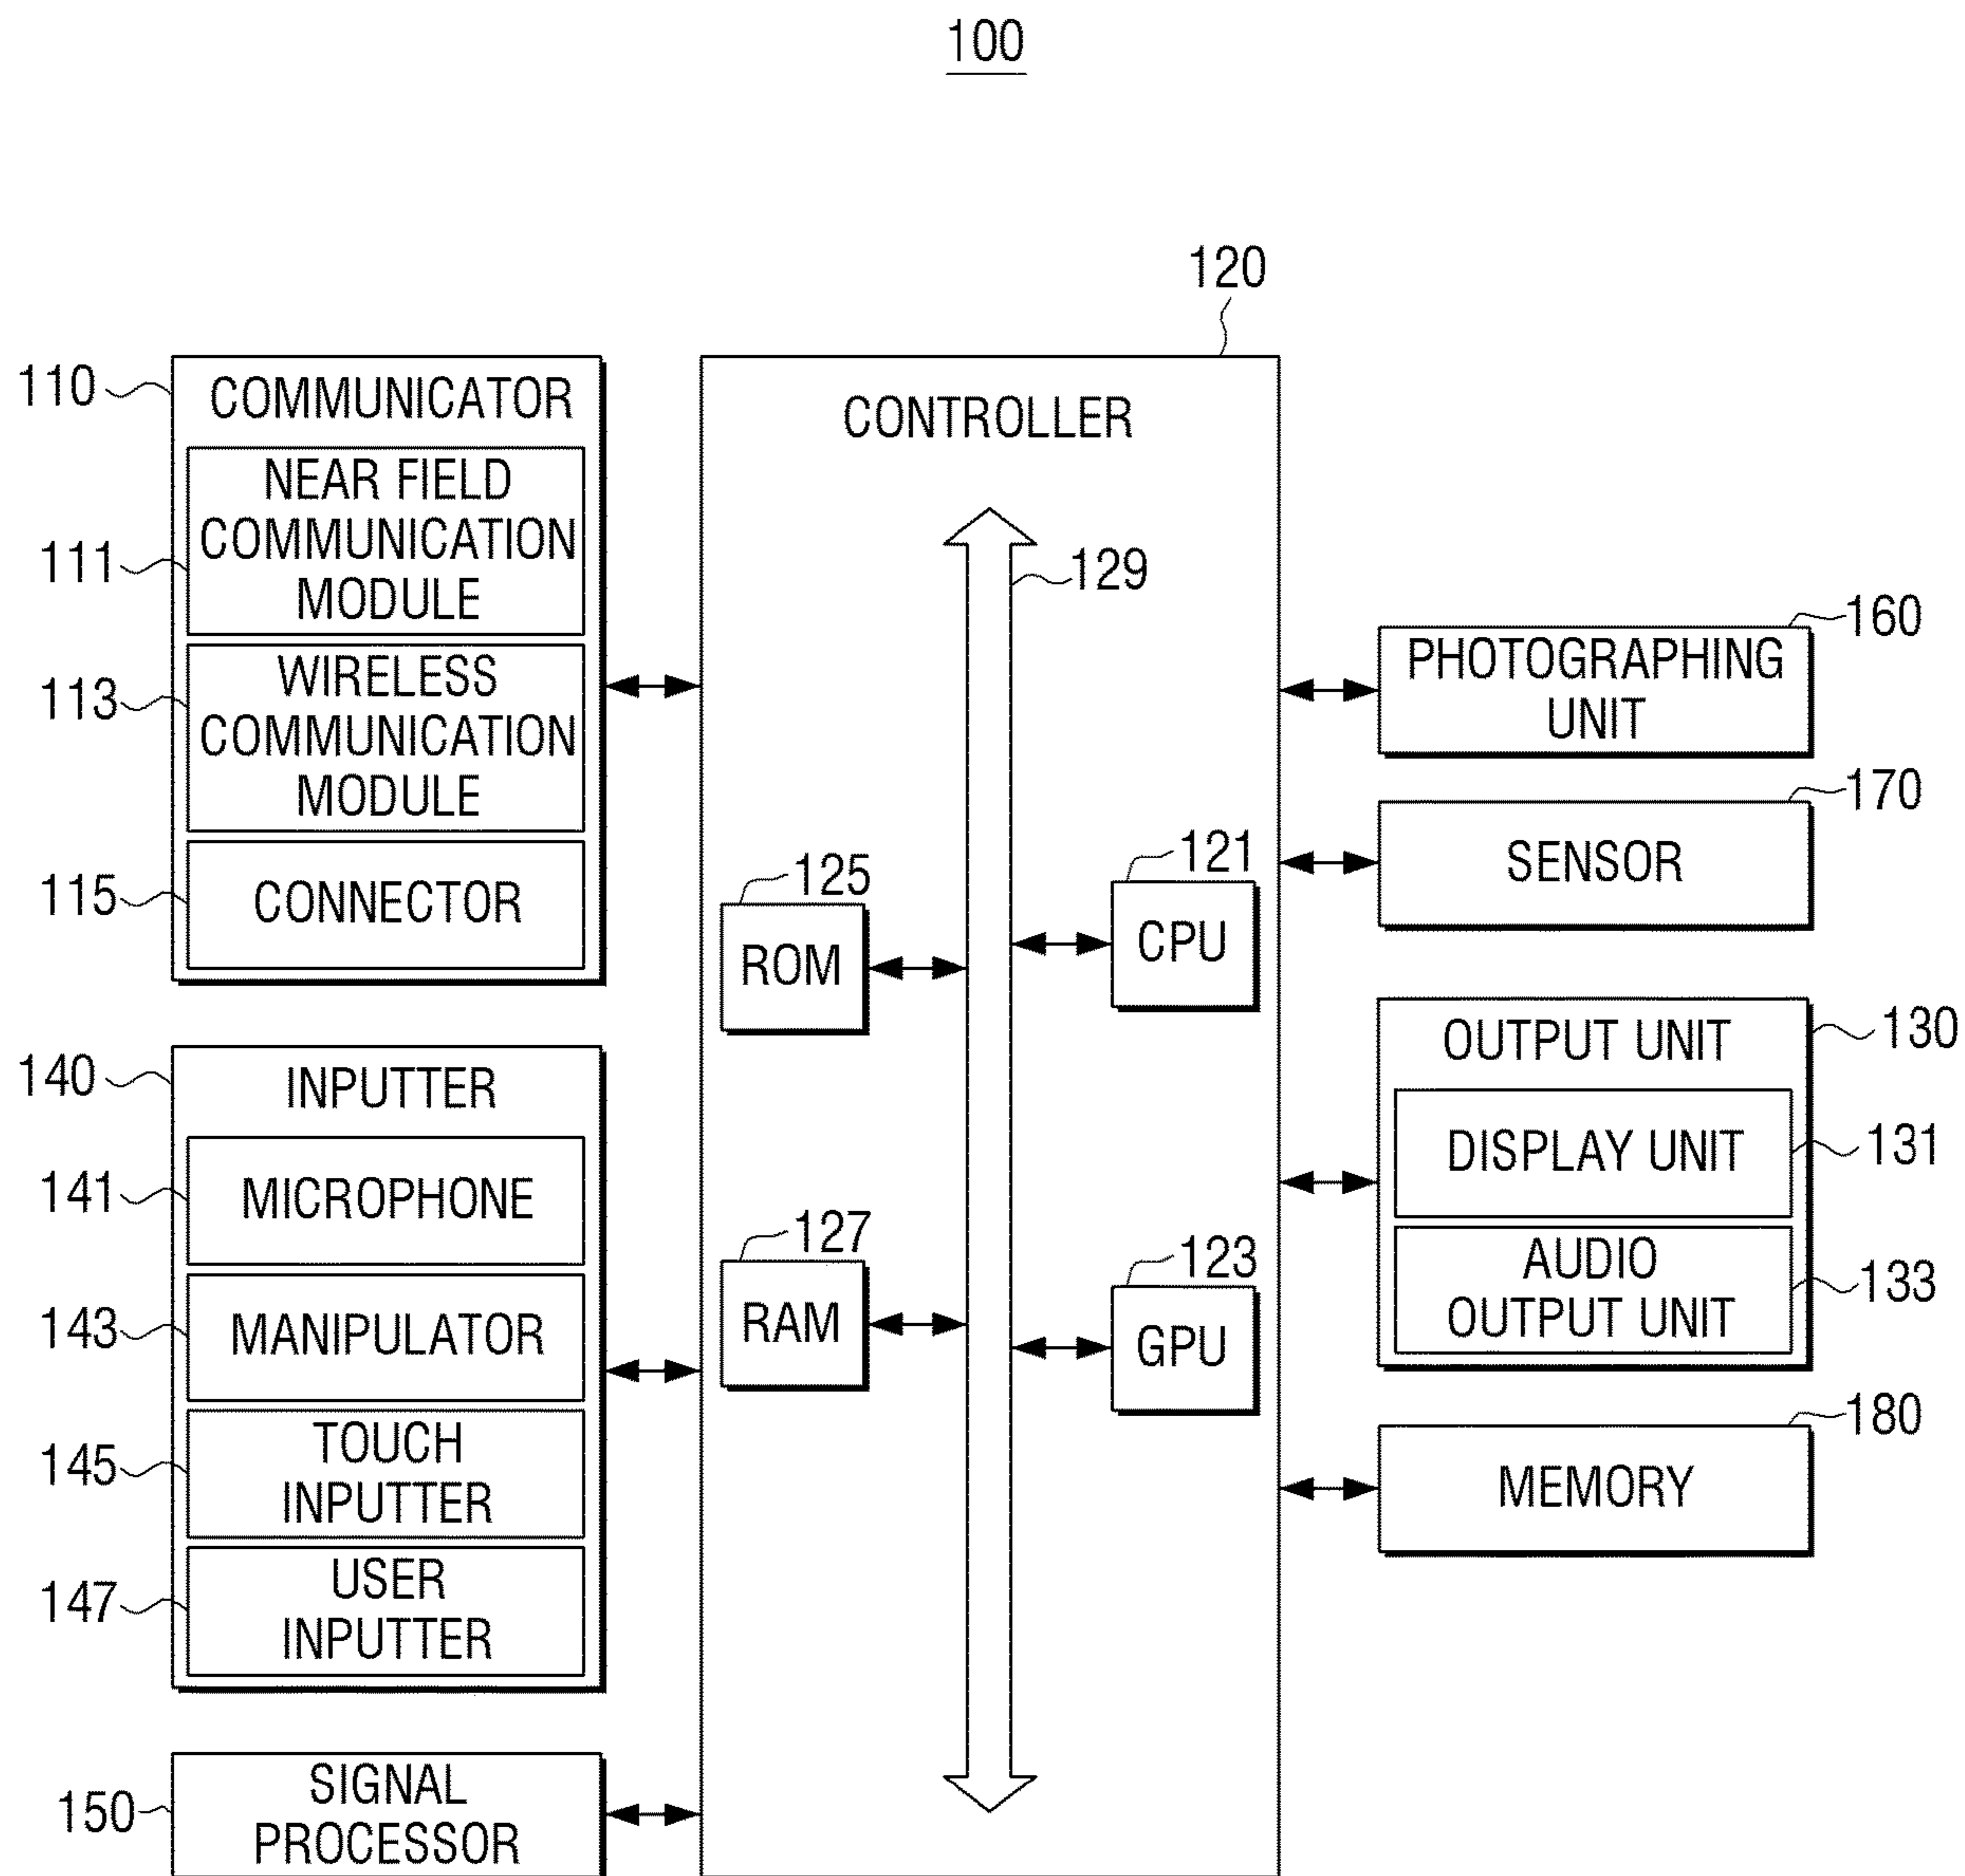 100
120
110
COMMUNICATOR
NEAR FIELD
COMMUNICATION
MODULE
111
WIRELESS
COMMUNICATION
MODULE
113
CONNECTOR
115
140
INPUTTER
141
MICROPHONE
143
MANIPULATOR
145
TOUCH
INPUTTER
147
USER
INPUTTER
150
SIGNAL
PROCESSOR
CONTROLLER
129
125
ROM
121
CPU
127
RAM
123
GPU
160
PHOTOGRAPHING
UNIT
170
SENSOR
130
OUTPUT UNIT
DISPLAY UNIT
131
AUDIO
OUTPUT UNIT
133
180
MEMORY